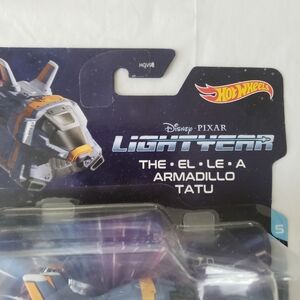 HOT WHEELS
DISNEY · PIXAR
LIGHTYEAR
THE • EL • LE • A
ARMADILLO
TATU
5